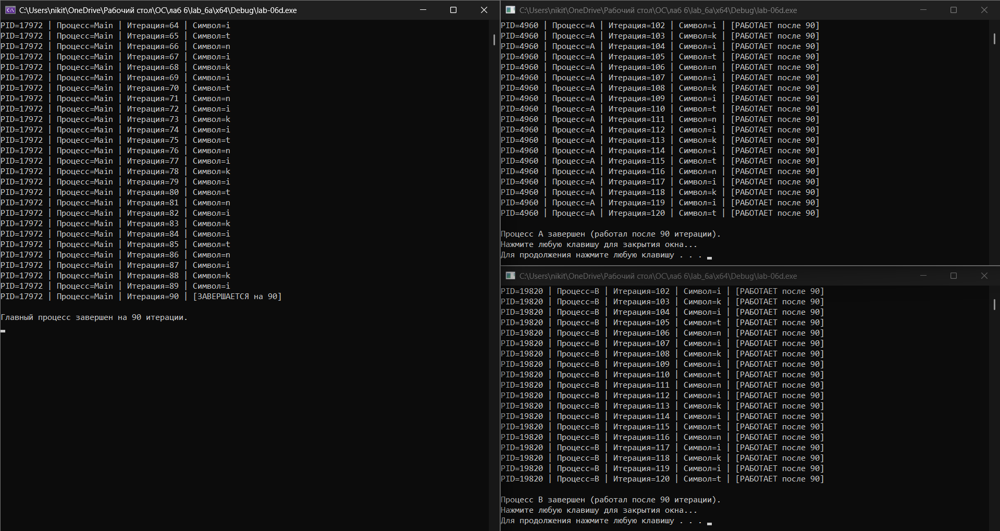 C:\Users\nikit\OneDrive\Рабочий стол\ОС\лаб 6\lab_6a\x64\Debug\lab-06d.exe
PID=17972 | Процесс=Main | Итерация=64 | Символ=i
PID=17972 | Процесс=Main | Итерация=65 | Символ=t
PID=17972 | Процесс=Main | Итерация=66 | Символ=n
PID=17972 | Процесс=Main | Итерация=67 | Символ=i
PID=17972 | Процесс=Main | Итерация=68 | Символ=k
PID=17972 | Процесс=Main | Итерация=69 | Символ=i
PID=17972 | Процесс=Main | Итерация=70 | Символ=t
PID=17972 | Процесс=Main | Итерация=71 | Символ=n
PID=17972 | Процесс=Main | Итерация=72 | Символ=i
PID=17972 | Процесс=Main | Итерация=73 | Символ=k
PID=17972 | Процесс=Main | Итерация=74 | Символ=i
PID=17972 | Процесс=Main | Итерация=75 | Символ=t
PID=17972 | Процесс=Main | Итерация=76 | Символ=n
PID=17972 | Процесс=Main | Итерация=77 | Символ=i
PID=17972 | Процесс=Main | Итерация=78 | Символ=k
PID=17972 | Процесс=Main | Итерация=79 | Символ=i
PID=17972 | Процесс=Main | Итерация=80 | Символ=t
PID=17972 | Процесс=Main | Итерация=81 | Символ=n
PID=17972 | Процесс=Main | Итерация=82 | Символ=i
PID=17972 | Процесс=Main | Итерация=83 | Символ=k
PID=17972 | Процесс=Main | Итерация=84 | Символ=i
PID=17972 | Процесс=Main | Итерация=85 | Символ=t
PID=17972 | Процесс=Main | Итерация=86 | Символ=n
PID=17972 | Процесс=Main | Итерация=87 | Символ=i
PID=17972 | Процесс=Main | Итерация=88 | Символ=k
PID=17972 | Процесс=Main | Итерация=89 | Символ=i
PID=17972 | Процесс=Main | Итерация=90 | [ЗАВЕРШАЕТСЯ на 90]
Главный процесс завершен на 90 итерации.
C:\Users\nikit\OneDrive\Рабочий стол\ОС\лаб 6\lab_6a\x64\Debug\lab-06d.exe
PID=4960 | Процесс=A | Итерация=102 | Символ=i | [РАБОТАЕТ после 90]
PID=4960 | Процесс=A | Итерация=103 | Символ=k | [РАБОТАЕТ после 90]
PID=4960 | Процесс=A | Итерация=104 | Символ=i | [РАБОТАЕТ после 90]
PID=4960 | Процесс=A | Итерация=105 | Символ=t | [РАБОТАЕТ после 90]
PID=4960 | Процесс=A | Итерация=106 | Символ=n | [РАБОТАЕТ после 90]
PID=4960 | Процесс=A | Итерация=107 | Символ=i | [РАБОТАЕТ после 90]
PID=4960 | Процесс=A | Итерация=108 | Символ=k | [РАБОТАЕТ после 90]
PID=4960 | Процесс=A | Итерация=109 | Символ=i | [РАБОТАЕТ после 90]
PID=4960 | Процесс=A | Итерация=110 | Символ=t | [РАБОТАЕТ после 90]
PID=4960 | Процесс=A | Итерация=111 | Символ=n | [РАБОТАЕТ после 90]
PID=4960 | Процесс=A | Итерация=112 | Символ=i | [РАБОТАЕТ после 90]
PID=4960 | Процесс=A | Итерация=113 | Символ=k | [РАБОТАЕТ после 90]
PID=4960 | Процесс=A | Итерация=114 | Символ=i | [РАБОТАЕТ после 90]
PID=4960 | Процесс=A | Итерация=115 | Символ=t | [РАБОТАЕТ после 90]
PID=4960 | Процесс=A | Итерация=116 | Символ=n | [РАБОТАЕТ после 90]
PID=4960 | Процесс=A | Итерация=117 | Символ=i | [РАБОТАЕТ после 90]
PID=4960 | Процесс=A | Итерация=118 | Символ=k | [РАБОТАЕТ после 90]
PID=4960 | Процесс=A | Итерация=119 | Символ=i | [РАБОТАЕТ после 90]
PID=4960 | Процесс=A | Итерация=120 | Символ=t | [РАБОТАЕТ после 90]
Процесс A завершен (работал после 90 итерации).
Нажмите любую клавишу для закрытия окна...
Для продолжения нажмите любую клавишу . . .
C:\Users\nikit\OneDrive\Рабочий стол\ОС\лаб 6\lab_6a\x64\Debug\lab-06d.exe
PID=19820 | Процесс=B | Итерация=102 | Символ=i | [РАБОТАЕТ после 90]
PID=19820 | Процесс=B | Итерация=103 | Символ=k | [РАБОТАЕТ после 90]
PID=19820 | Процесс=B | Итерация=104 | Символ=i | [РАБОТАЕТ после 90]
PID=19820 | Процесс=B | Итерация=105 | Символ=t | [РАБОТАЕТ после 90]
PID=19820 | Процесс=B | Итерация=106 | Символ=n | [РАБОТАЕТ после 90]
PID=19820 | Процесс=B | Итерация=107 | Символ=i | [РАБОТАЕТ после 90]
PID=19820 | Процесс=B | Итерация=108 | Символ=k | [РАБОТАЕТ после 90]
PID=19820 | Процесс=B | Итерация=109 | Символ=i | [РАБОТАЕТ после 90]
PID=19820 | Процесс=B | Итерация=110 | Символ=t | [РАБОТАЕТ после 90]
PID=19820 | Процесс=B | Итерация=111 | Символ=n | [РАБОТАЕТ после 90]
PID=19820 | Процесс=B | Итерация=112 | Символ=i | [РАБОТАЕТ после 90]
PID=19820 | Процесс=B | Итерация=113 | Символ=k | [РАБОТАЕТ после 90]
PID=19820 | Процесс=B | Итерация=114 | Символ=i | [РАБОТАЕТ после 90]
PID=19820 | Процесс=B | Итерация=115 | Символ=t | [РАБОТАЕТ после 90]
PID=19820 | Процесс=B | Итерация=116 | Символ=n | [РАБОТАЕТ после 90]
PID=19820 | Процесс=B | Итерация=117 | Символ=i | [РАБОТАЕТ после 90]
PID=19820 | Процесс=B | Итерация=118 | Символ=k | [РАБОТАЕТ после 90]
PID=19820 | Процесс=B | Итерация=119 | Символ=i | [РАБОТАЕТ после 90]
PID=19820 | Процесс=B | Итерация=120 | Символ=t | [РАБОТАЕТ после 90]
Процесс B завершен (работал после 90 итерации).
Нажмите любую клавишу для закрытия окна...
Для продолжения нажмите любую клавишу . . .